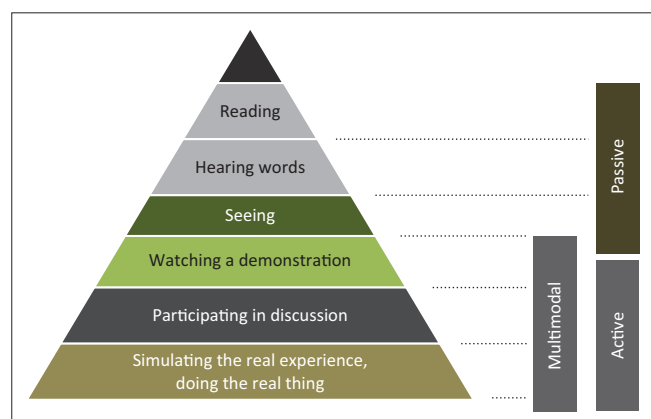 Reading
Hearing words
Seeing
Watching a demonstration
Participating in discussion
Simulating the real experience,
doing the real thing
Passive
Multimodal
Active